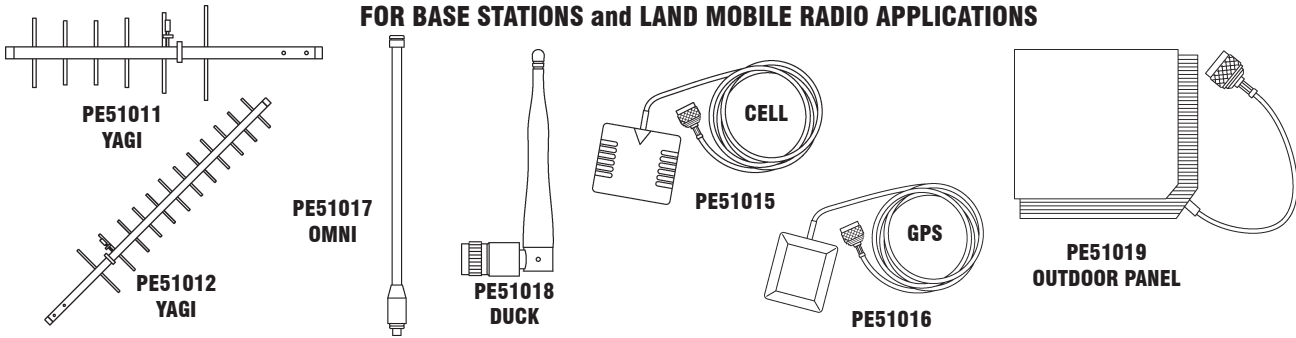 FOR BASE STATIONS and LAND MOBILE RADIO APPLICATIONS
PE51011
YAGI
PE51012
YAGI
PE51017
OMNI
PE51018
DUCK
CELL
PE51015
GPS
PE51016
PE51019
OUTDOOR PANEL